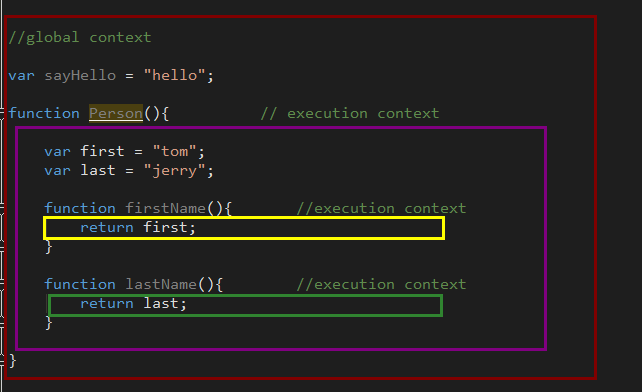 //global context
var sayHello = "hello";
function Person(){ // execution context
var first = "tom";
var last = "jerry";
function firstName(){ //execution context
return first;
}
function lastName(){ //execution context
return last;
}
}